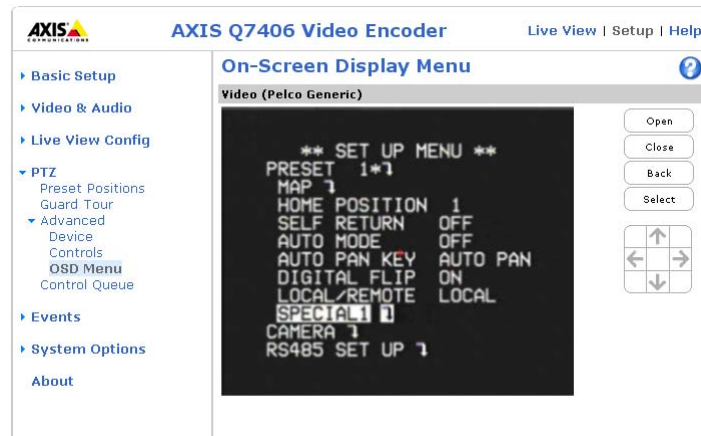 AXIS
COMMUNICATIONS
AXIS Q7406 Video Encoder
Live View | Setup | Help
Basic Setup
Video & Audio
Live View Config
PTZ
Preset Positions
Guard Tour
Advanced
Device
Controls
OSD Menu
Control Queue
Events
System Options
About
On-Screen Display Menu
?
Video (Pelco Generic)
** SET UP MENU **
PRESET 1*
MAP
HOME POSITION 1
SELF RETURN OFF
AUTO MODE OFF
AUTO PAN KEY AUTO PAN
DIGITAL FLIP ON
LOCAL/REMOTE LOCAL
SPECIAL1
CAMERA
RS485 SET UP
Open
Close
Back
Select